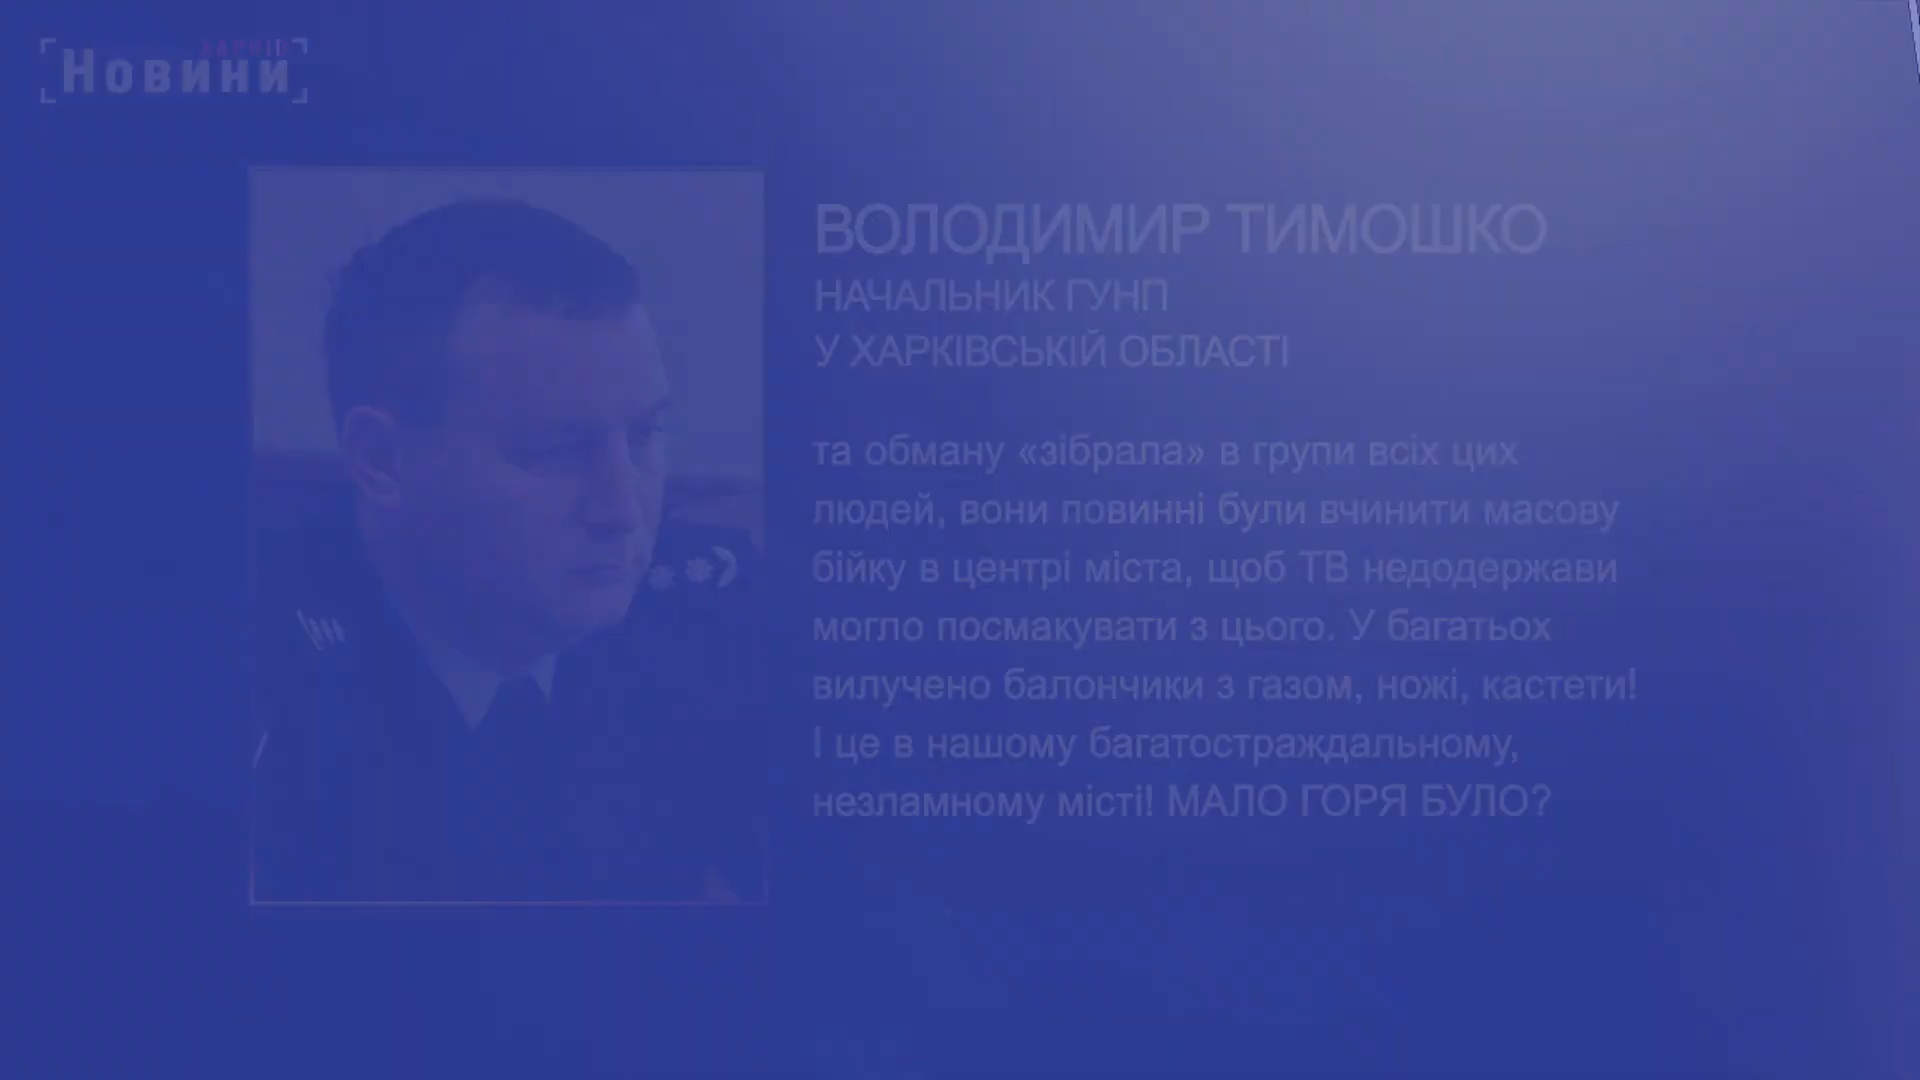 ХАРКІВ
Новини
ВОЛОДИМИР ТИМОШКО
НАЧАЛЬНИК ГУНП
У ХАРКІВСЬКІЙ ОБЛАСТІ
та обману «зібрала» в групи всіх цих
людей, вони повинні були вчинити масову
бійку в центрі міста, щоб ТВ недодержави
могло посмакувати з цього. У багатьох
вилучено балончики з газом, ножі, кастети!
І це в нашому багатостраждальному,
незламному місті! МАЛО ГОРЯ БУЛО?